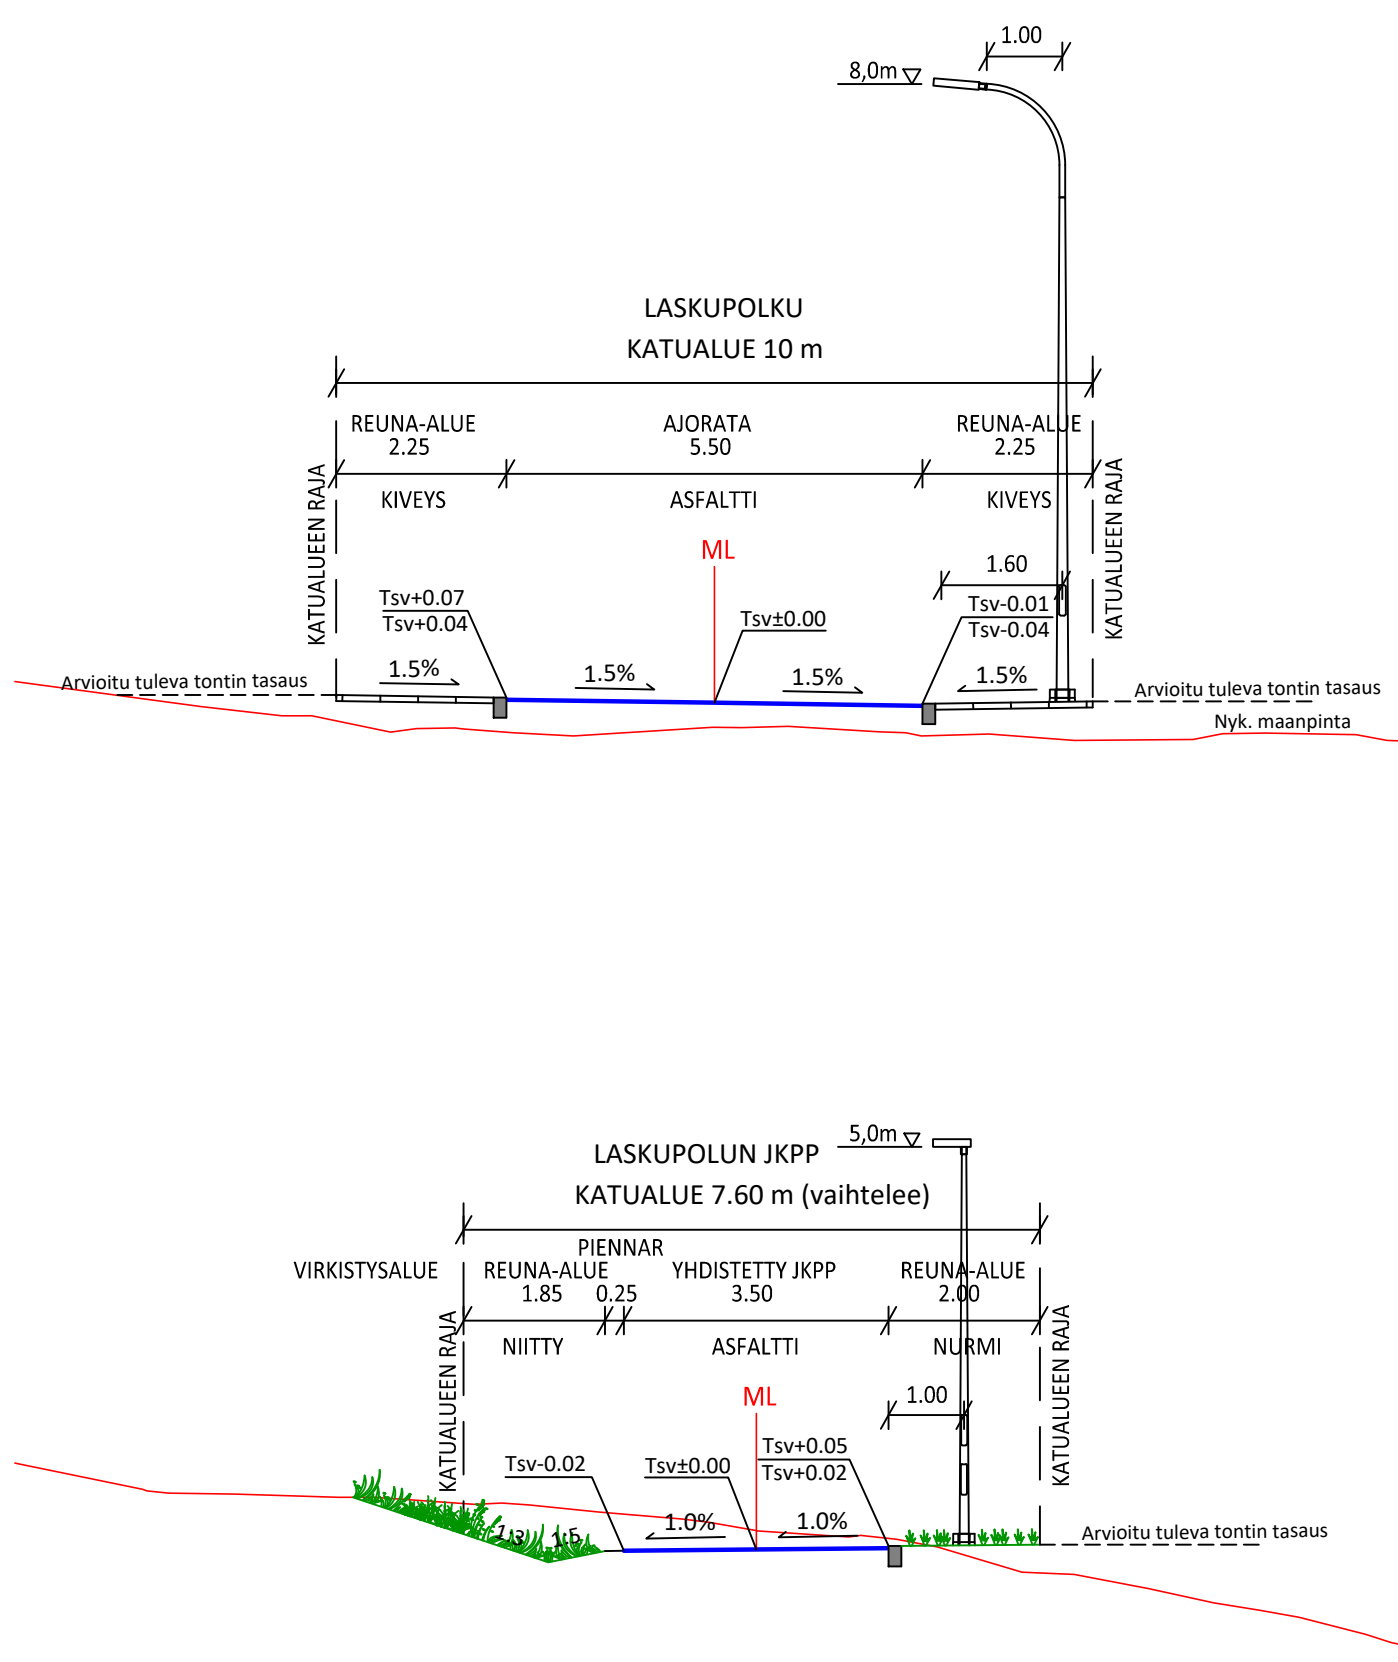 1.00
8,0m
LASKUPOLKU
KATUALUE 10 m
REUNA-ALUE
2.25
AJORATA
5.50
REUNA-ALUE
2.25
KIVEYS
ASFALTTI
KIVEYS
KATUALUEEN RAJA
KATUALUEEN RAJA
ML
1.60
Tsv+0.07
Tsv+0.04
Tsv±0.00
Tsv-0.01
Tsv-0.04
1.5%
1.5%
1.5%
1.5%
Arvioitu tuleva tontin tasaus
Arvioitu tuleva tontin tasaus
Nyk. maanpinta
5,0m
LASKUPOLUN JKPP
KATUALUE 7.60 m (vaihtelee)
VIRKISTYSALUE
REUNA-ALUE
1.85
PIENNAR
0.25
YHDISTETTY JKPP
3.50
REUNA-ALUE
2.00
NIITTY
ASFALTTI
NURMI
KATUALUEEN RAJA
KATUALUEEN RAJA
ML
1.00
Tsv-0.02
Tsv±0.00
Tsv+0.05
Tsv+0.02
1:3
1:5
1.0%
1.0%
Arvioitu tuleva tontin tasaus